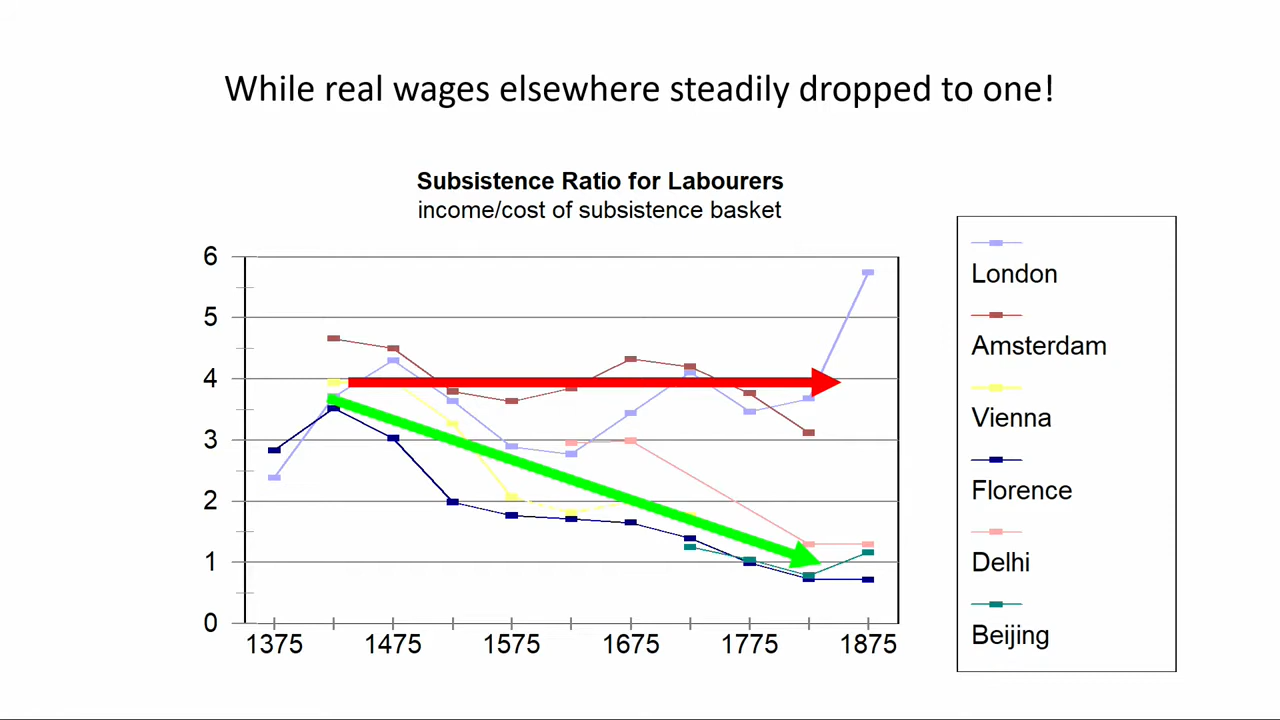 While real wages elsewhere steadily dropped to one!
Subsistence Ratio for Labourers
income/cost of subsistence basket
6
5
4
3
2
1
0
1375 1475 1575 1675 1775 1875
London
Amsterdam
Vienna
Florence
Delhi
Beijing